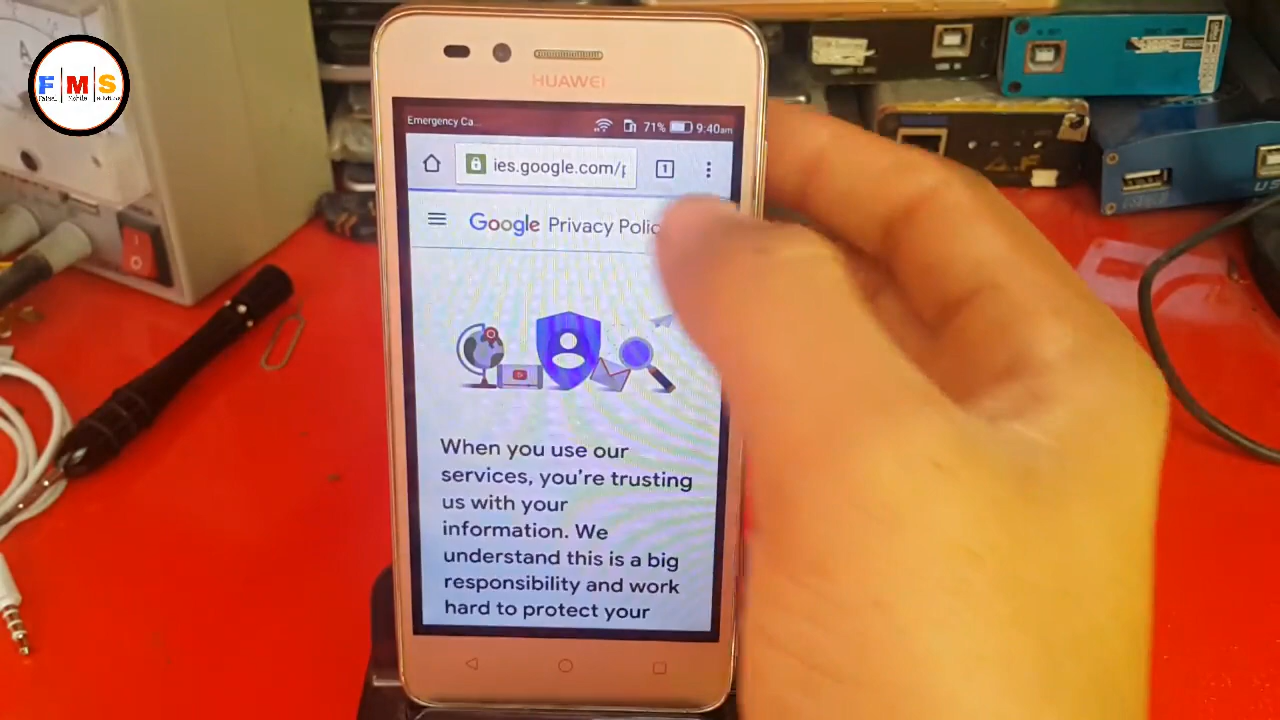 F M S
Mobile
HUAWEI
Emergency Ca...
71%
9:40am
ies.google.com/p
1
Google Privacy Polic
When you use our
services, you're trusting
us with your
information. We
understand this is a big
responsibility and work
hard to protect your